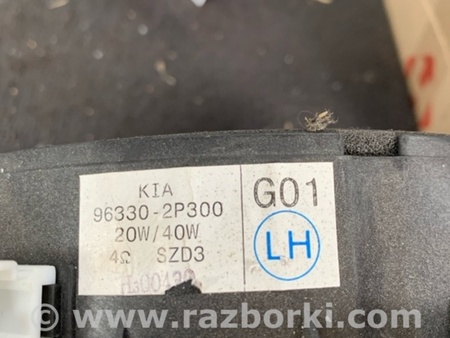 KIA
96330-2P300
20W/40W
4Ω SZD3
G01
LH
www.razborki.com